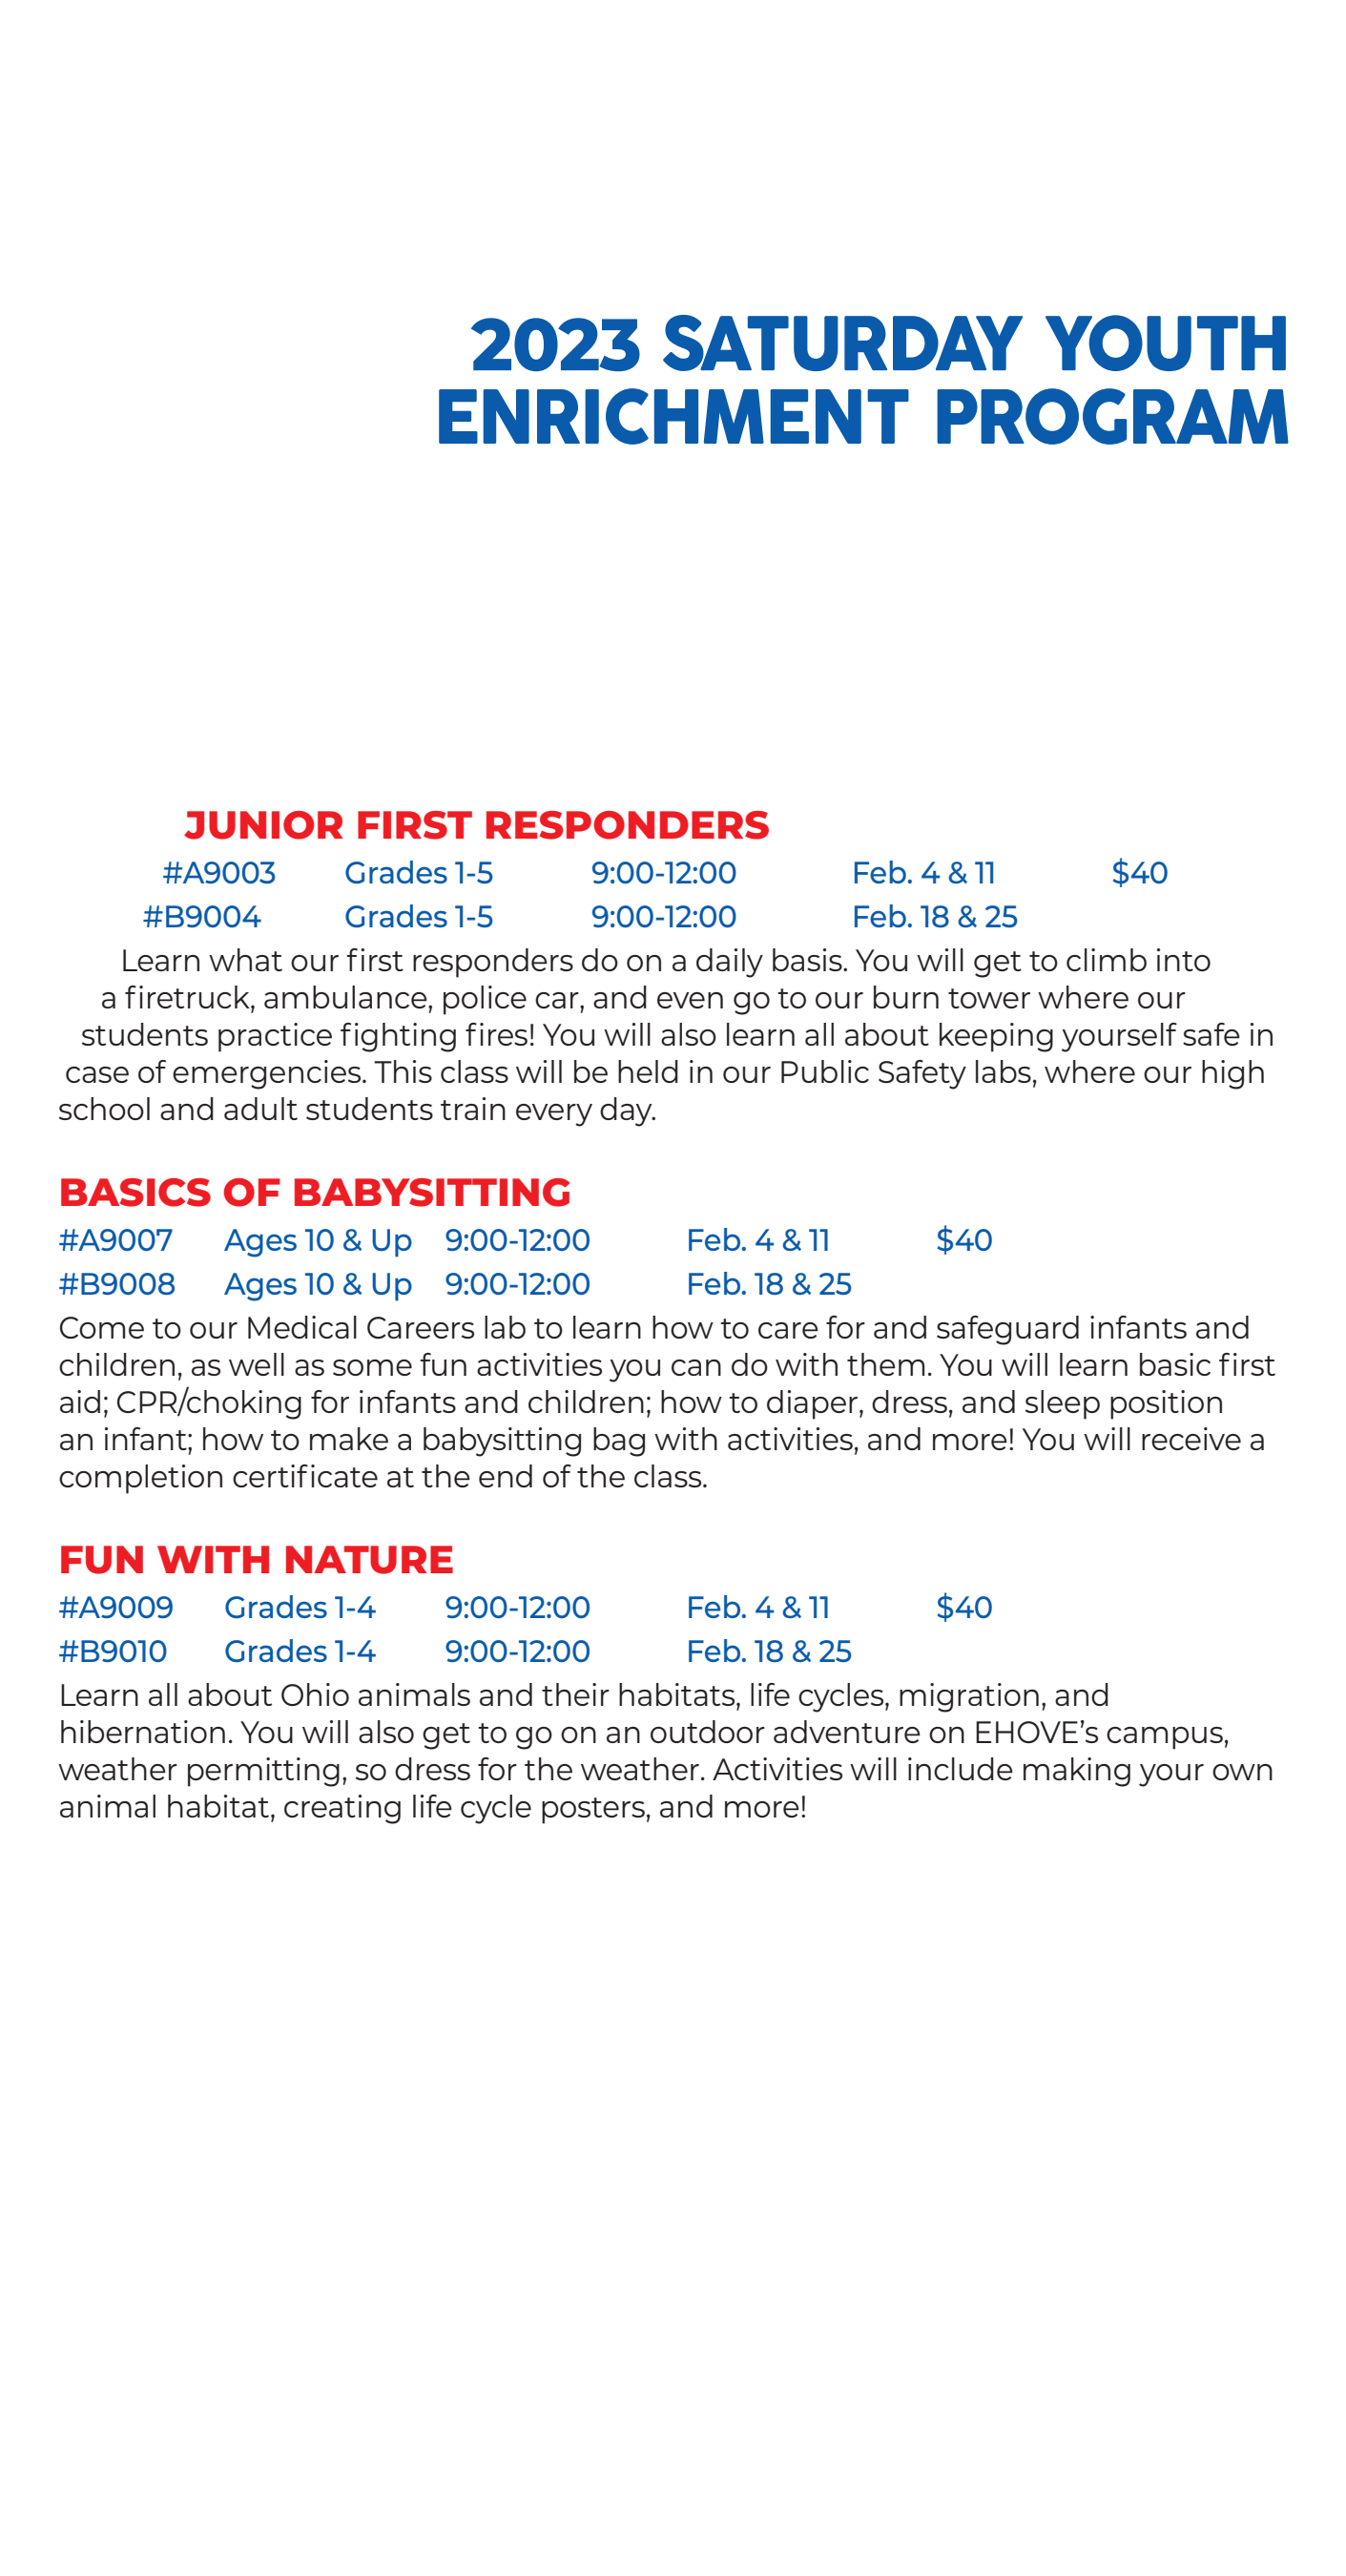 2023 SATURDAY YOUTH
ENRICHMENT PROGRAM
JUNIOR FIRST RESPONDERS
#A9003 Grades 1-5 9:00-12:00 Feb. 4 & 11 $40
#B9004 Grades 1-5 9:00-12:00 Feb. 18 & 25
Learn what our first responders do on a daily basis. You will get to climb into
a firetruck, ambulance, police car, and even go to our burn tower where our
students practice fighting fires! You will also learn all about keeping yourself safe in
case of emergencies. This class will be held in our Public Safety labs, where our high
school and adult students train every day.
BASICS OF BABYSITTING
#A9007 Ages 10 & Up 9:00-12:00 Feb. 4 & 11 $40
#B9008 Ages 10 & Up 9:00-12:00 Feb. 18 & 25
Come to our Medical Careers lab to learn how to care for and safeguard infants and
children, as well as some fun activities you can do with them. You will learn basic first
aid; CPR/choking for infants and children; how to diaper, dress, and sleep position
an infant; how to make a babysitting bag with activities, and more! You will receive a
completion certificate at the end of the class.
FUN WITH NATURE
#A9009 Grades 1-4 9:00-12:00 Feb. 4 & 11 $40
#B9010 Grades 1-4 9:00-12:00 Feb. 18 & 25
Learn all about Ohio animals and their habitats, life cycles, migration, and
hibernation. You will also get to go on an outdoor adventure on EHOVE’s campus,
weather permitting, so dress for the weather. Activities will include making your own
animal habitat, creating life cycle posters, and more!